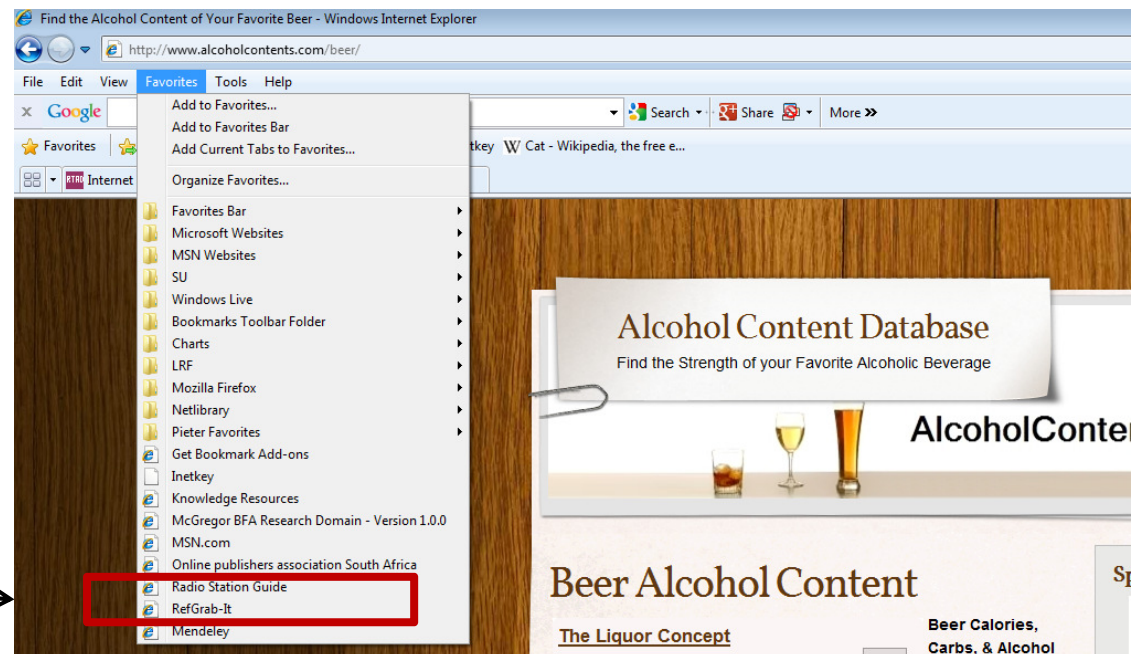 Find the Alcohol Content of Your Favorite Beer - Windows Internet Explorer
http://www.alcoholcontents.com/beer/
File Edit View Favorites Tools Help
x Google Search Share More »
Favorites tkey W Cat - Wikipedia, the free e...
RTRD Internet
Add to Favorites...
Add to Favorites Bar
Add Current Tabs to Favorites...
Organize Favorites...
Favorites Bar
Microsoft Websites
MSN Websites
SU
Windows Live
Bookmarks Toolbar Folder
Charts
LRF
Mozilla Firefox
Netlibrary
Pieter Favorites
Get Bookmark Add-ons
Inetkey
Knowledge Resources
McGregor BFA Research Domain - Version 1.0.0
MSN.com
Online publishers association South Africa
Radio Station Guide
RefGrab-It
Mendeley
Alcohol Content Database
Find the Strength of your Favorite Alcoholic Beverage
AlcoholConte
Beer Alcohol Content
Sp
The Liquor Concept
Beer Calories,
Carbs, & Alcohol